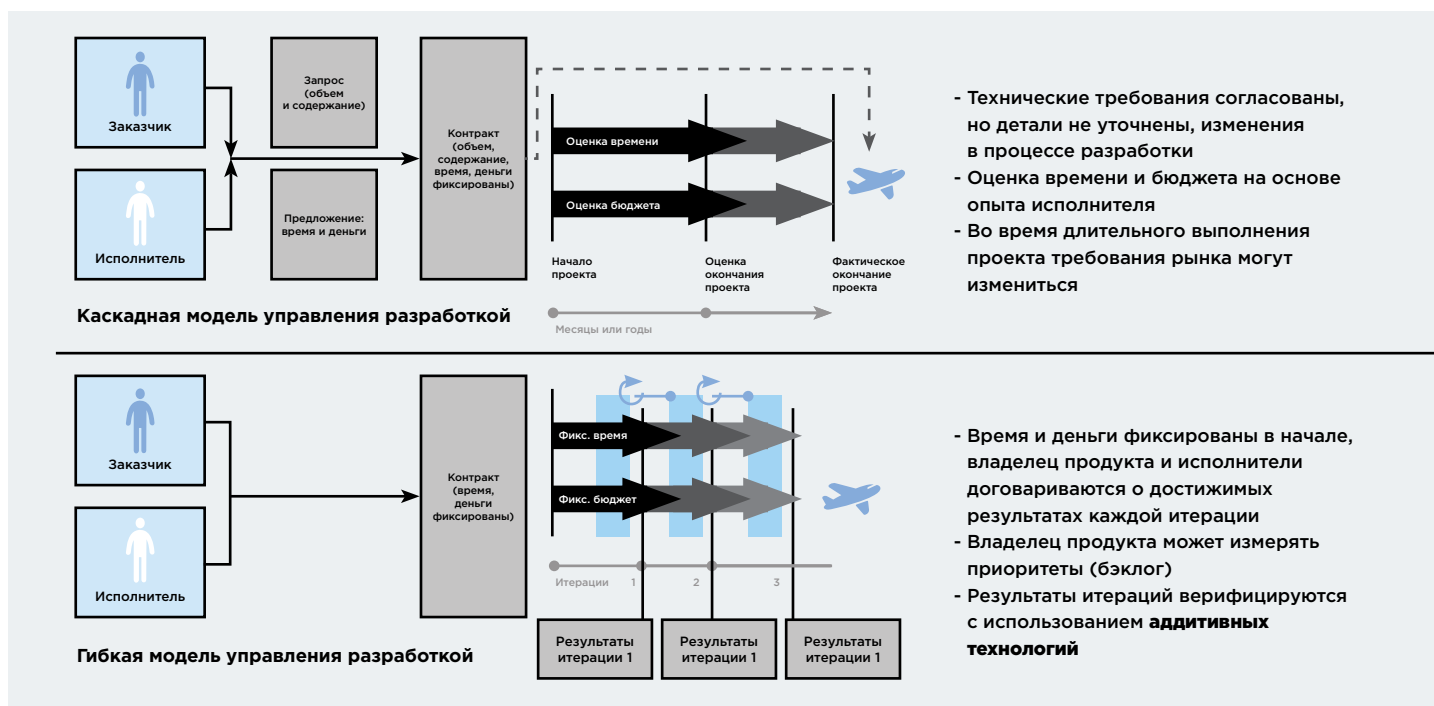 Заказчик
Исполнитель
Запрос
(объем
и содержание)
Предложение:
время и деньги
Контракт
(объем,
содержание,
время, деньги
фиксированы)
Оценка времени
Оценка бюджета
Начало
проекта
Оценка
окончания
проекта
Фактическое
окончание
проекта
Месяцы или годы
Каскадная модель управления разработкой
- Технические требования согласованы,
но детали не уточнены, изменения
в процессе разработки
- Оценка времени и бюджета на основе
опыта исполнителя
- Во время длительного выполнения
проекта требования рынка могут
измениться
Заказчик
Исполнитель
Контракт
(время,
деньги
фиксированы)
Фикс. время
Фикс. бюджет
Итерации 1 2 3
Результаты
итерации 1
Результаты
итерации 1
Результаты
итерации 1
Гибкая модель управления разработкой
- Время и деньги фиксированы в начале,
владелец продукта и исполнители
договариваются о достижимых
результатах каждой итерации
- Владелец продукта может измерять
приоритеты (бэклог)
- Результаты итераций верифицируются
с использованием аддитивных
технологий